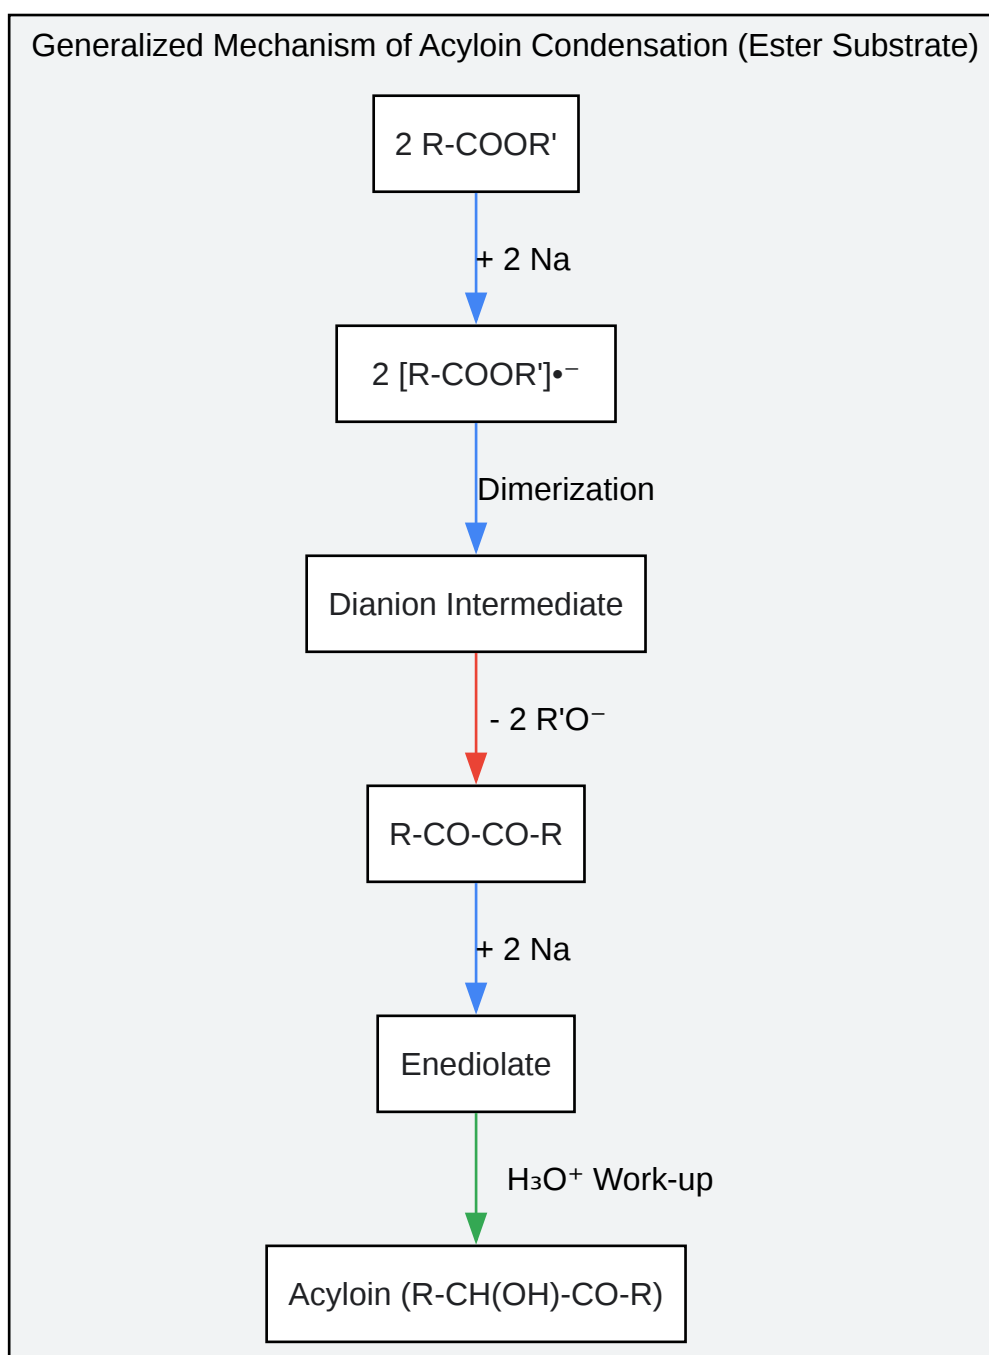 Generalized Mechanism of Acyloin Condensation (Ester Substrate)
2 R-COOR'
+ 2 Na
2 [R-COOR']•⁻
Dimerization
Dianion Intermediate
- 2 R'O⁻
R-CO-CO-R
+ 2 Na
Enediolate
H₃O⁺ Work-up
Acyloin (R-CH(OH)-CO-R)